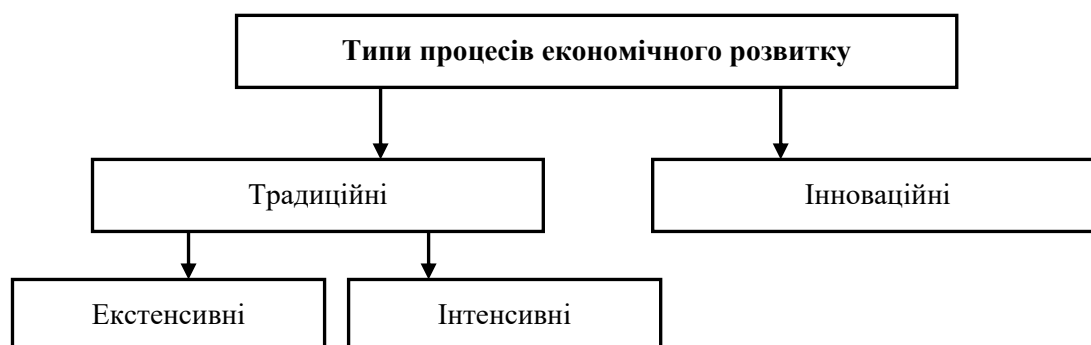 Типи процесів економічного розвитку
Традиційні
Інноваційні
Екстенсивні
Інтенсивні